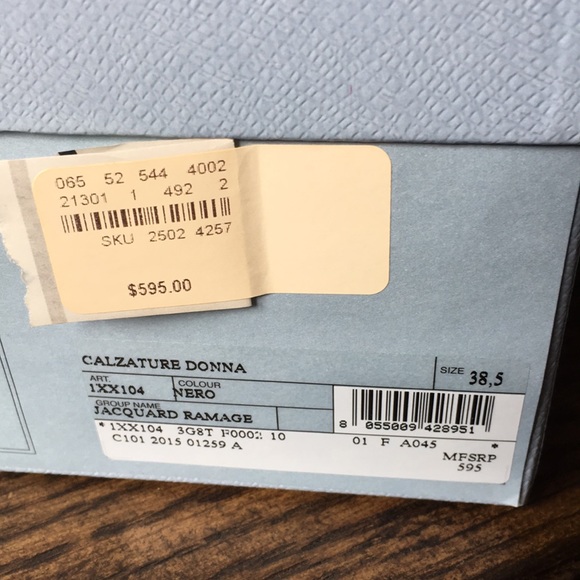 065 52 544 4002
21301 1 492 2
SKU 2502 4257
$595.00
CALZATURE DONNA
SIZE 38,5
ART. COLOUR
1XX104 NERO
GROUP NAME
JACQUARD RAMAGE
8 055009 428951
* 1XX104 3G8T F0002 10 01 F A045 *
C101 2015 01259 A
MFSRP
595